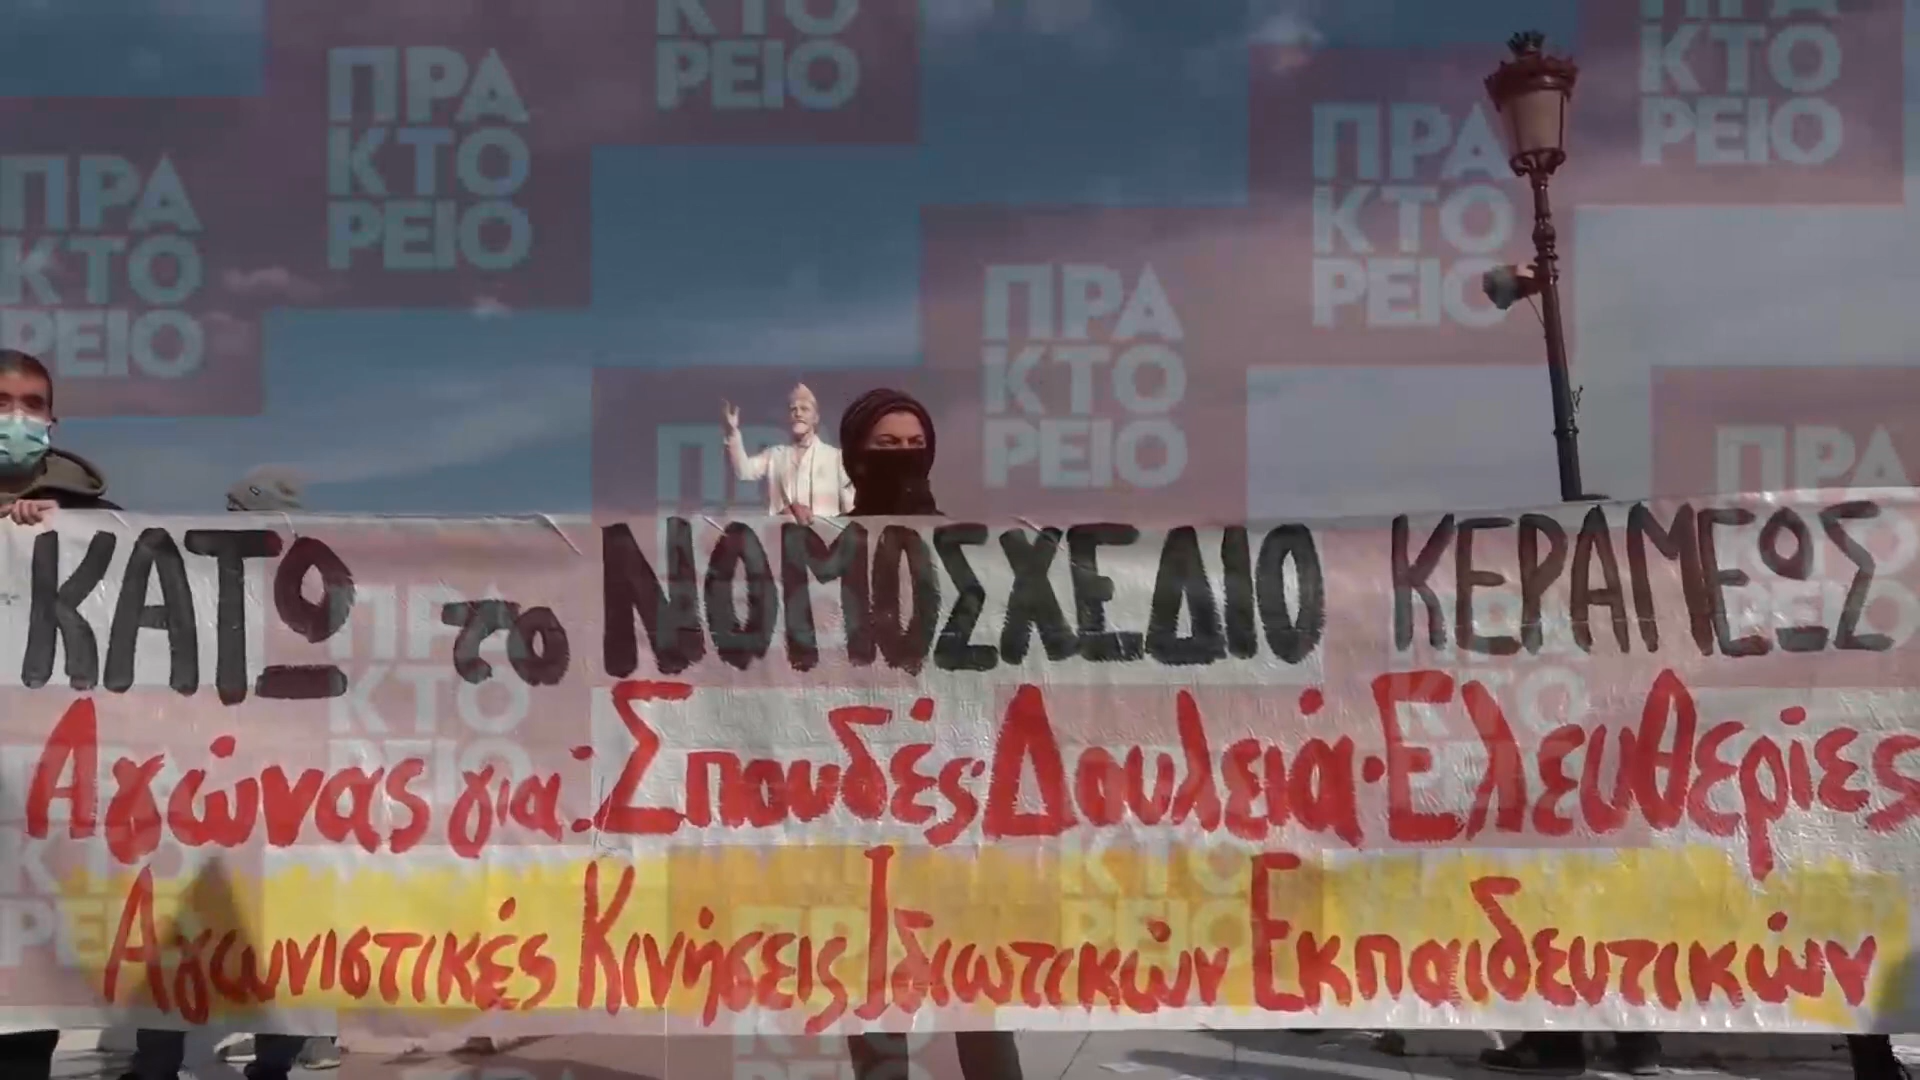 ΠΡΑ
ΚΤΟ
ΡΕΙΟ
ΚΑΤΩ το ΝΟΜΟΣΧΕΔΙΟ ΚΕΡΑΜΕΩΣ
Αγώνας για: Σπουδές·Δουλειά·Ελευθερίες
Αγωνιστικές Κινήσεις Ιδιωτικών Εκπαιδευτικών